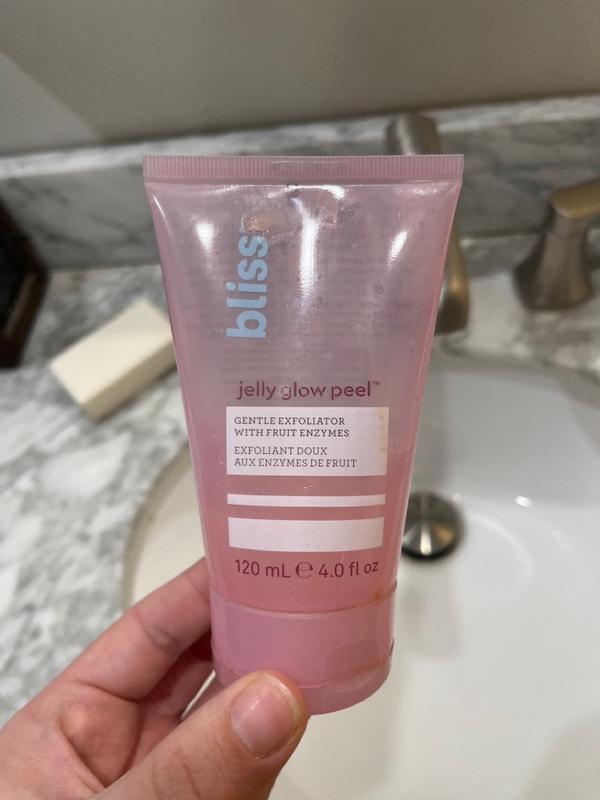 bliss
jelly glow peel™
GENTLE EXFOLIATOR
WITH FRUIT ENZYMES
EXFOLIANT DOUX
AUX ENZYMES DE FRUIT
120 mL ℮ 4.0 fl oz